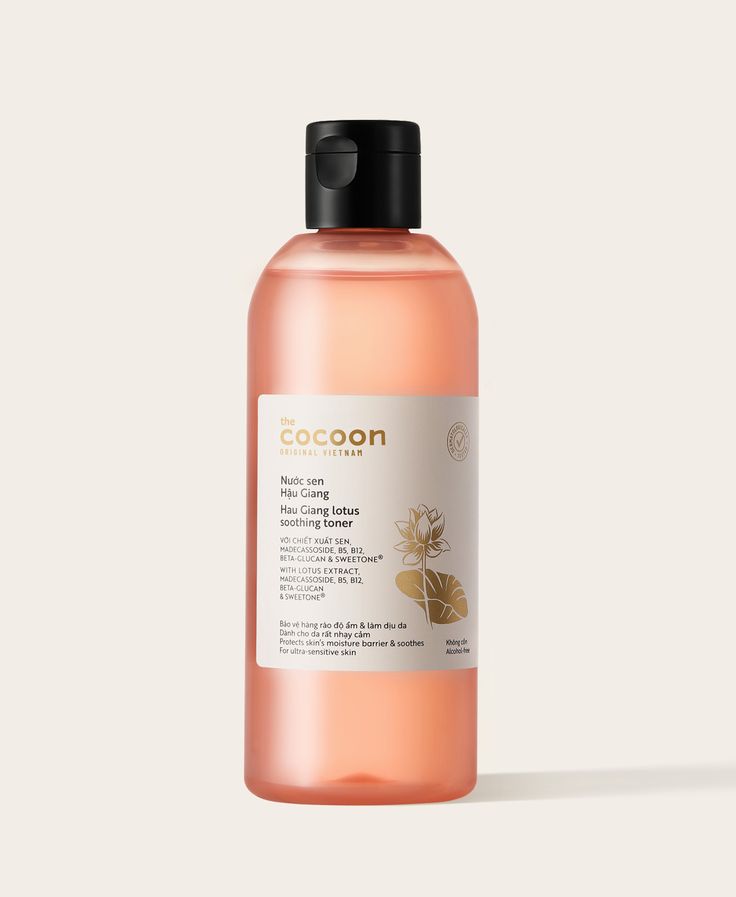 the
cocoon
ORIGINAL VIETNAM
Nước sen
Hậu Giang
Hau Giang lotus
soothing toner
VỚI CHIẾT XUẤT SEN,
MADECASSOSIDE, B5, B12,
BETA-GLUCAN & SWEETONE®
WITH LOTUS EXTRACT,
MADECASSOSIDE, B5, B12,
BETA-GLUCAN
& SWEETONE®
Bảo vệ hàng rào độ ẩm & làm dịu da
Dành cho da rất nhạy cảm
Protects skin's moisture barrier & soothes
For ultra-sensitive skin
Không cồn
Alcohol-free